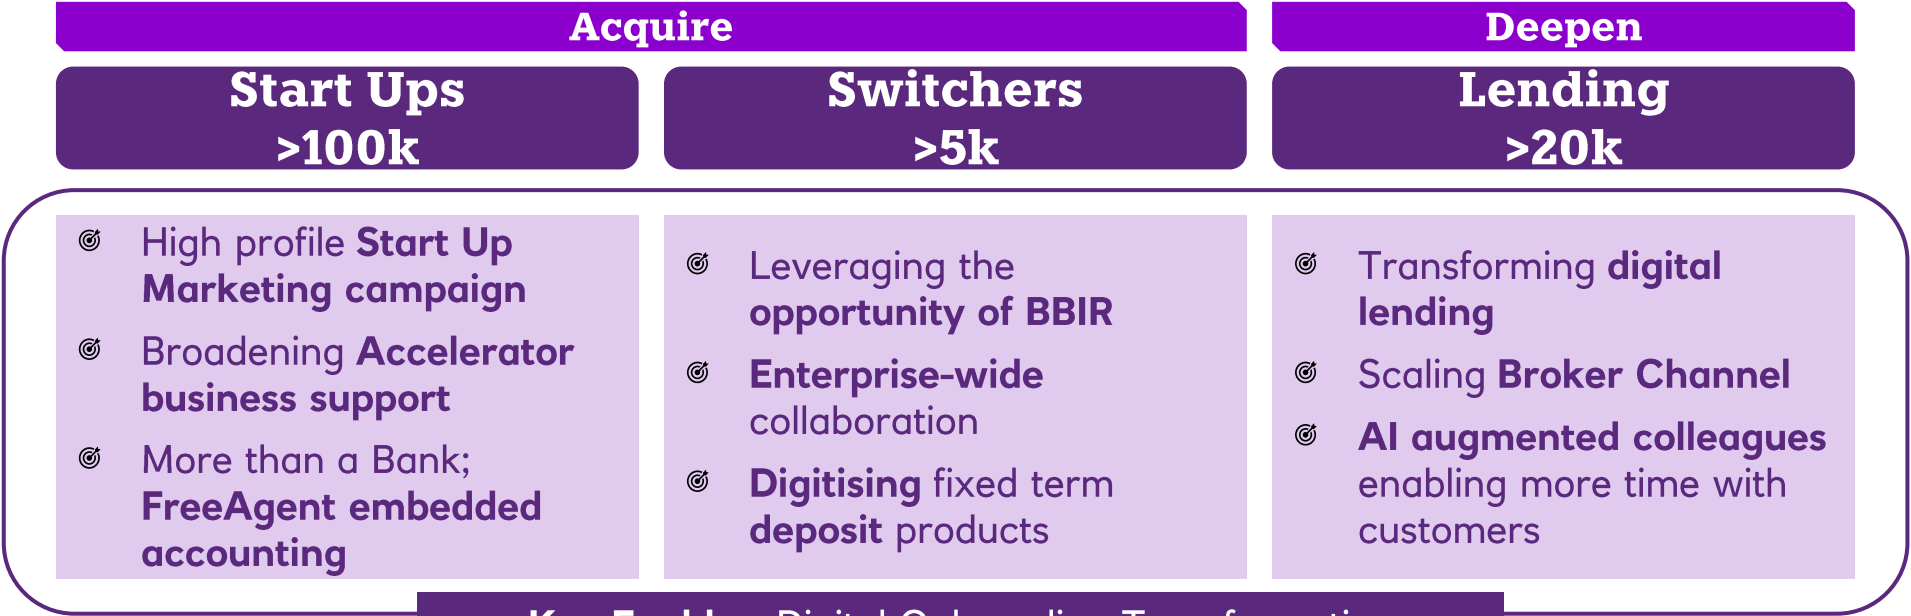 Acquire
Deepen
Start Ups
>100k
Switchers
>5k
Lending
>20k
High profile Start Up
Marketing campaign
Broadening Accelerator
business support
More than a Bank;
FreeAgent embedded
accounting
Leveraging the
opportunity of BBIR
Enterprise-wide
collaboration
Digitising fixed term
deposit products
Transforming digital
lending
Scaling Broker Channel
AI augmented colleagues
enabling more time with
customers